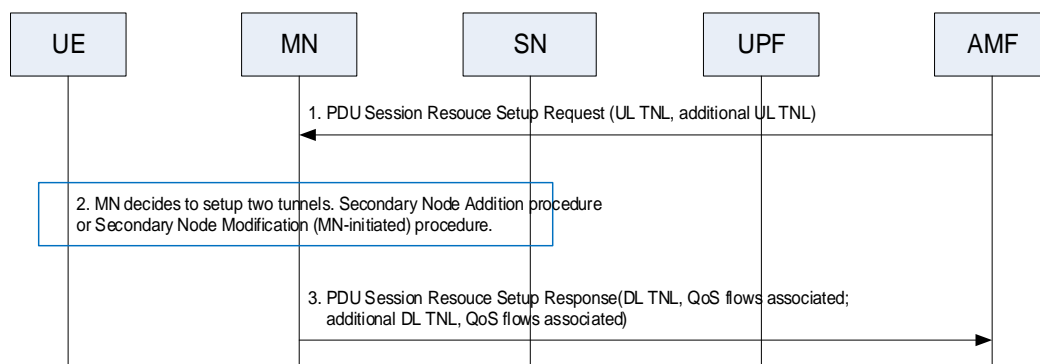 UE
MN
SN
UPF
AMF
1. PDU Session Resouce Setup Request (UL TNL, additional UL TNL)
2. MN decides to setup two tunnels. Secondary Node Addition procedure
or Secondary Node Modification (MN-initiated) procedure.
3. PDU Session Resouce Setup Response(DL TNL, QoS flows associated;
additional DL TNL, QoS flows associated)